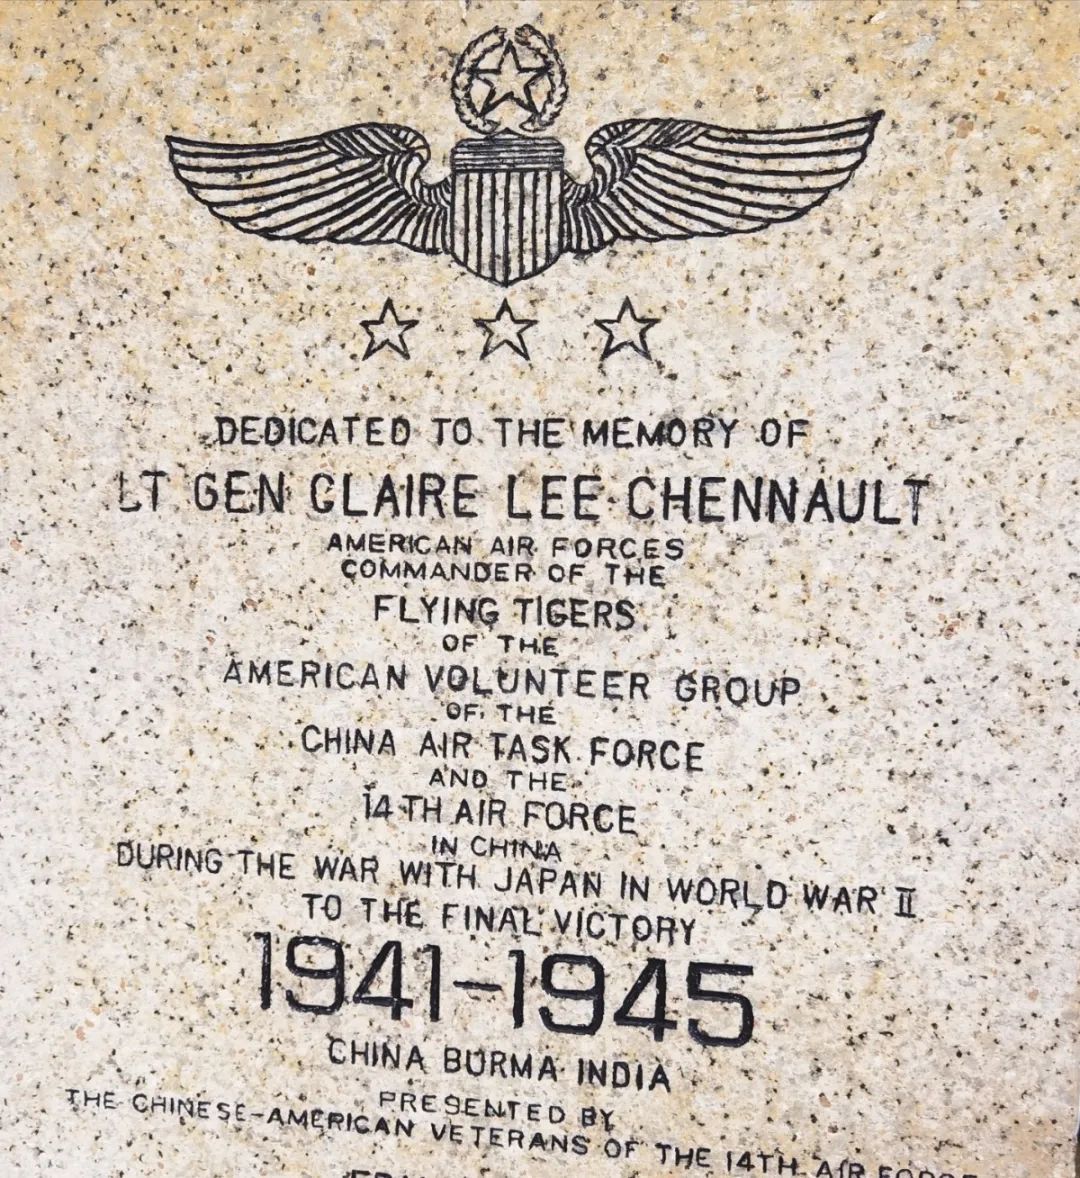 DEDICATED TO THE MEMORY OF
LT GEN CLAIRE LEE CHENNAULT
AMERICAN AIR FORCES
COMMANDER OF THE
FLYING TIGERS
OF THE
AMERICAN VOLUNTEER GROUP
OF THE
CHINA AIR TASK FORCE
AND THE
14TH AIR FORCE
IN CHINA
DURING THE WAR WITH JAPAN IN WORLD WAR II
TO THE FINAL VICTORY
1941-1945
CHINA BURMA INDIA
PRESENTED BY
THE CHINESE-AMERICAN VETERANS OF THE 14TH AIR FORCE